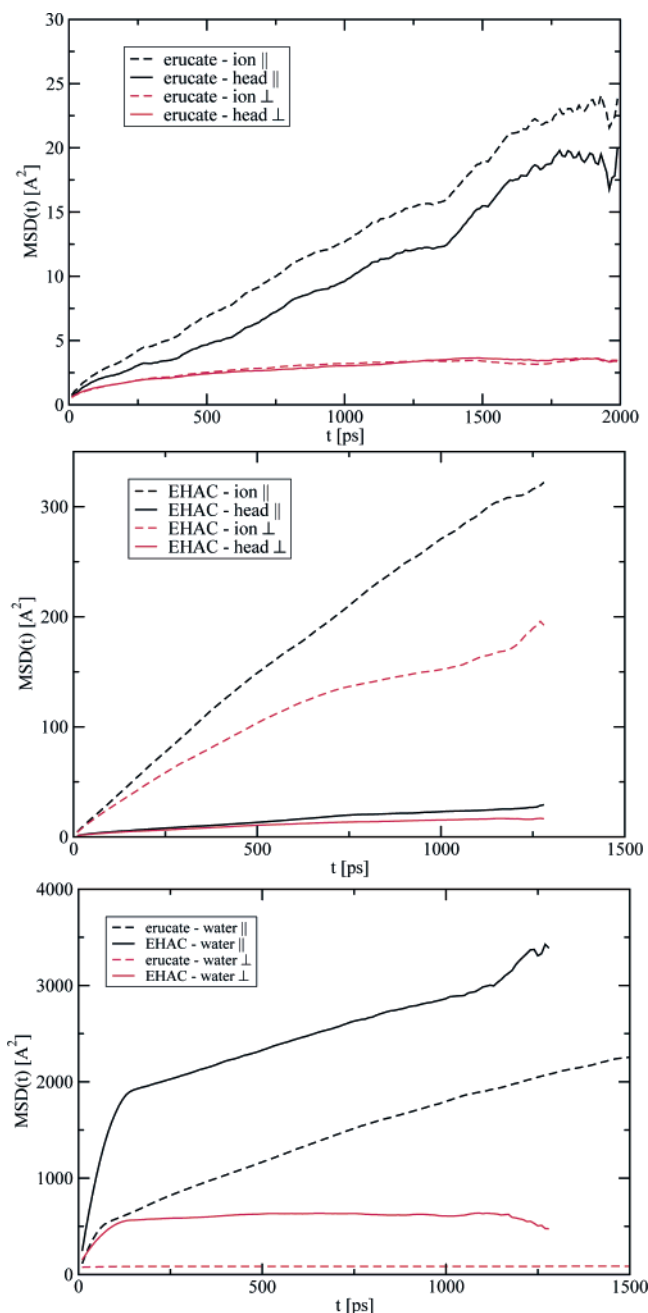 30
25
20
15
10
5
0
MSD(t) [A²]
erucate - ion ||
erucate - head ||
erucate - ion ⊥
erucate - head ⊥
0 500 1000 1500 2000
t [ps]
300
200
100
0
MSD(t) [A²]
EHAC - ion ||
EHAC - head ||
EHAC - ion ⊥
EHAC - head ⊥
0 500 1000 1500
t [ps]
4000
3000
2000
1000
0
MSD(t) [A²]
erucate - water ||
EHAC - water ||
erucate - water ⊥
EHAC - water ⊥
0 500 1000 1500
t [ps]